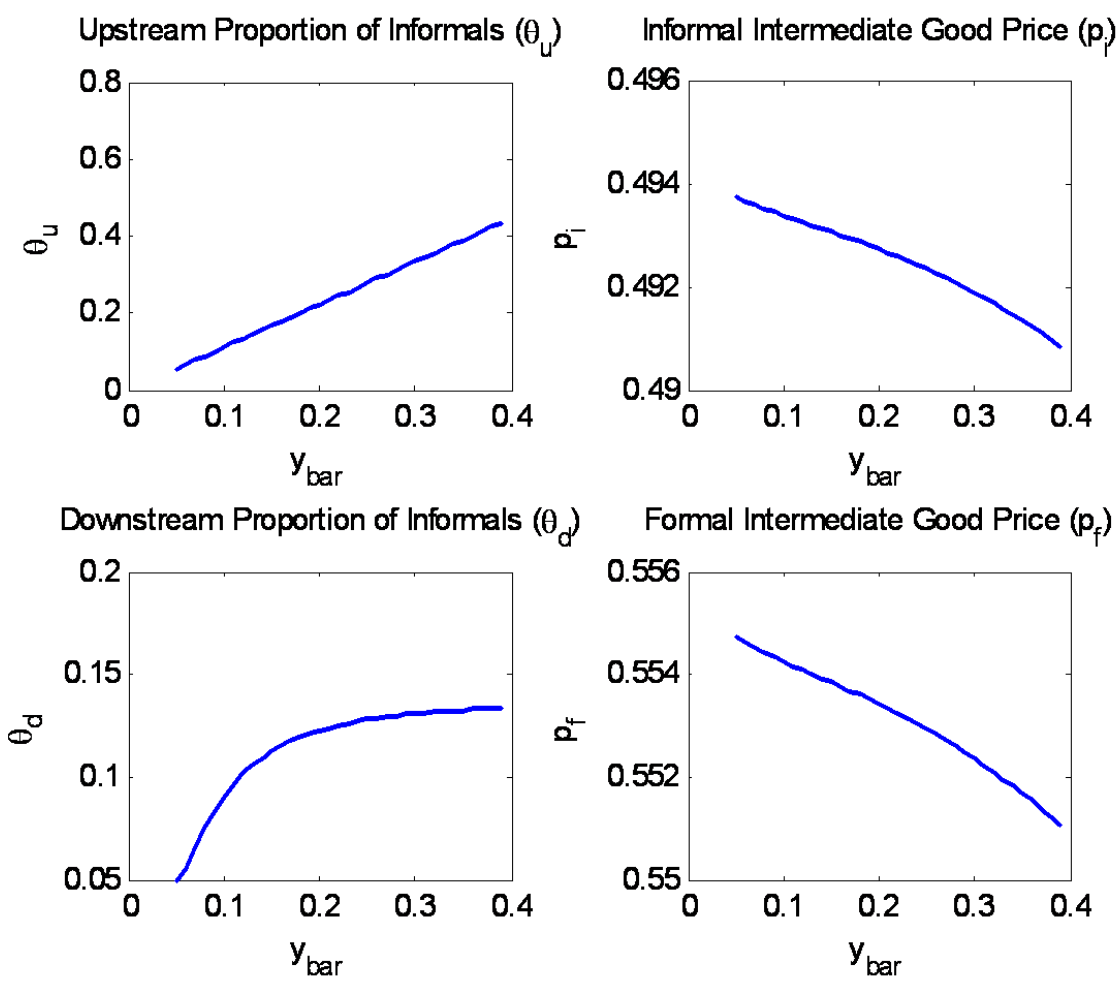 Upstream Proportion of Informals (θu)
0.8
0.6
0.4
0.2
0
θu
0 0.1 0.2 0.3 0.4
ybar
Informal Intermediate Good Price (pi)
0.496
0.494
0.492
0.49
pi
0 0.1 0.2 0.3 0.4
ybar
Downstream Proportion of Informals (θd)
0.2
0.15
0.1
0.05
θd
0 0.1 0.2 0.3 0.4
ybar
Formal Intermediate Good Price (pf)
0.556
0.554
0.552
0.55
pf
0 0.1 0.2 0.3 0.4
ybar